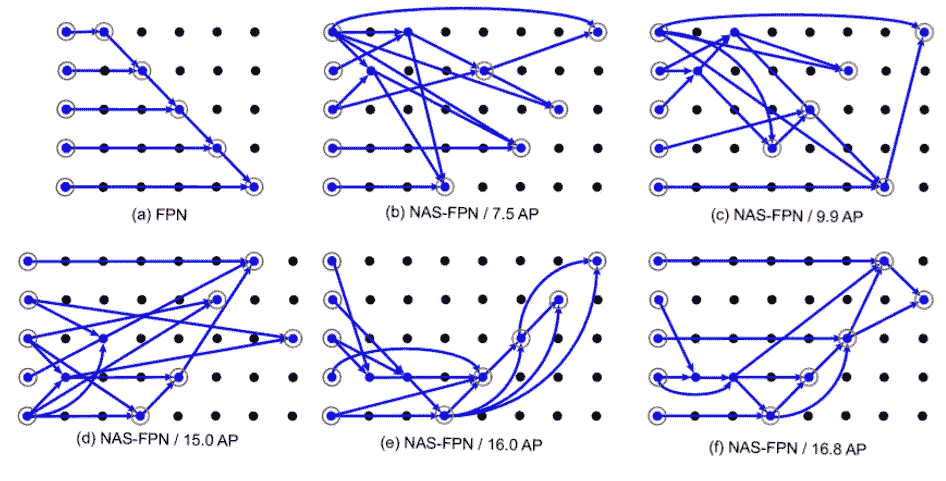 (a) FPN
(b) NAS-FPN / 7.5 AP
(c) NAS-FPN / 9.9 AP
(d) NAS-FPN / 15.0 AP
(e) NAS-FPN / 16.0 AP
(f) NAS-FPN / 16.8 AP